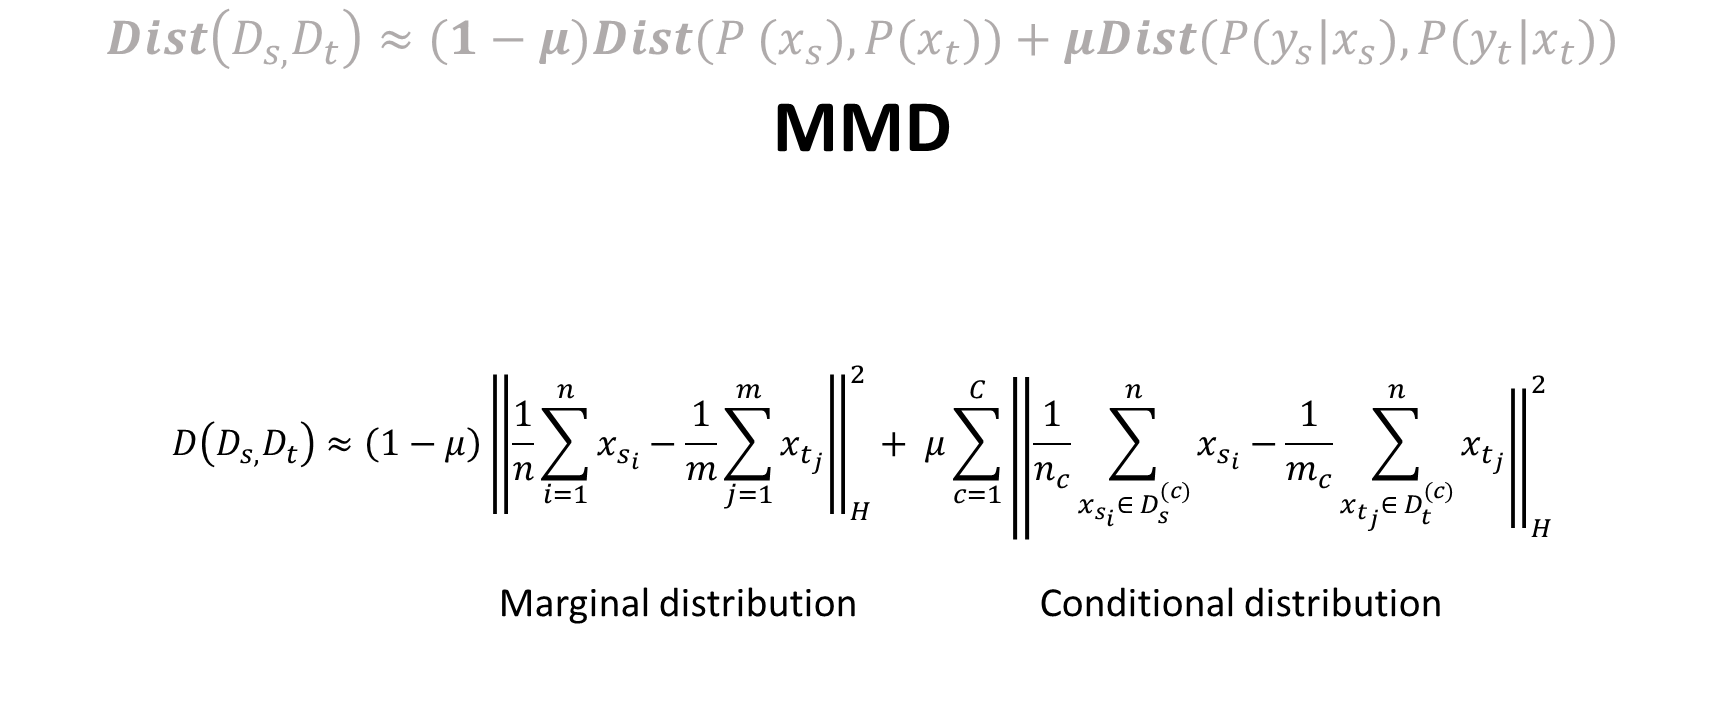 Dist(D_s, D_t) ≈ (1 − μ)Dist(P (x_s), P(x_t)) + μDist(P(y_s|x_s), P(y_t|x_t))
MMD
D(D_s, D_t) ≈ (1 − μ) ‖ 1/n ∑_{i=1}^{n} x_{s_i} − 1/m ∑_{j=1}^{m} x_{t_j} ‖_H^2 + μ ∑_{c=1}^{C} ‖ 1/n_c ∑_{x_{s_i} ∈ D_s^{(c)}}^{n} x_{s_i} − 1/m_c ∑_{x_{t_j} ∈ D_t^{(c)}}^{n} x_{t_j} ‖_H^2
Marginal distribution Conditional distribution